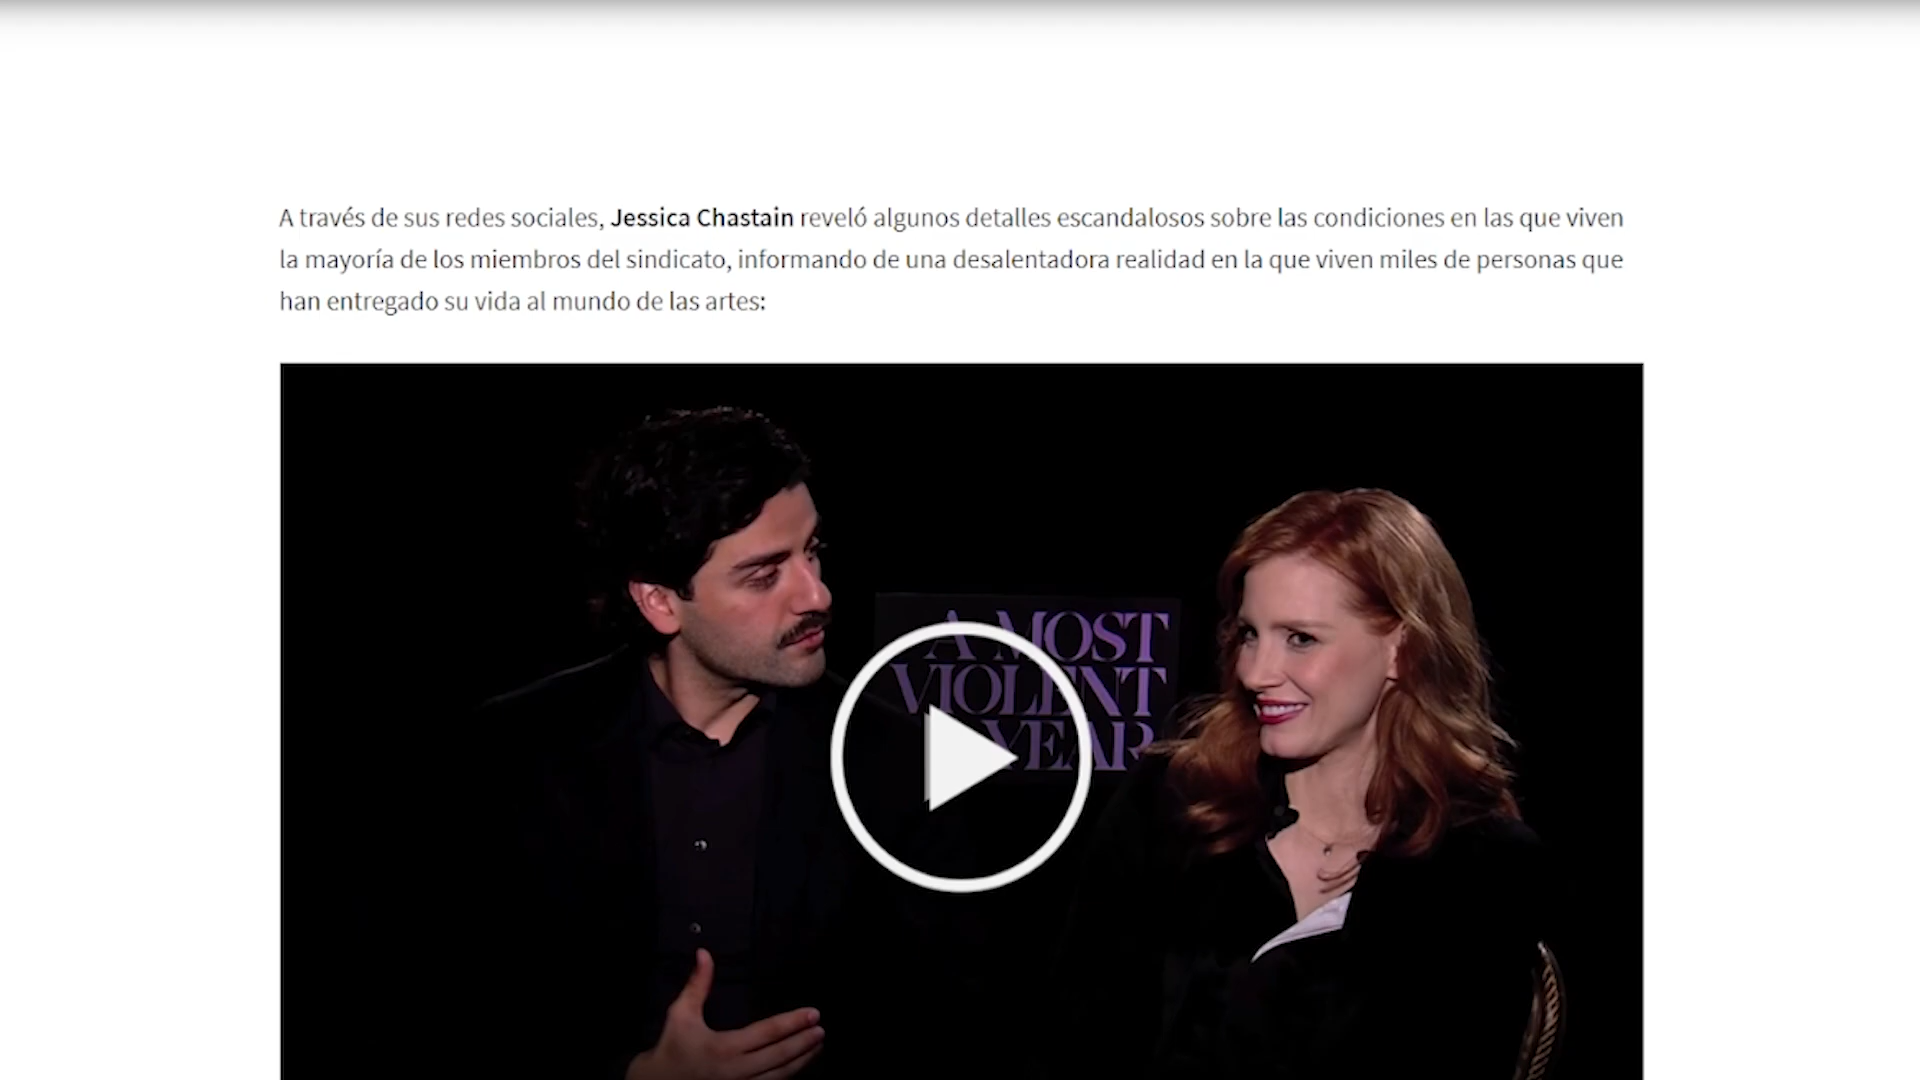 A través de sus redes sociales, Jessica Chastain reveló algunos detalles escandalosos sobre las condiciones en las que viven
la mayoría de los miembros del sindicato, informando de una desalentadora realidad en la que viven miles de personas que
han entregado su vida al mundo de las artes:
A MOST
VIOLENT
YEAR